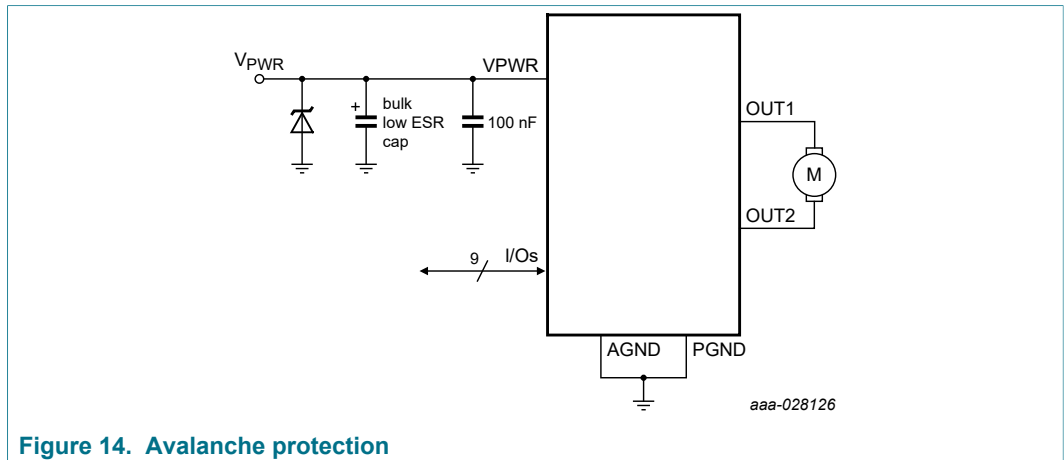 VPWR
VPWR
+
bulk
low ESR
cap
100 nF
OUT1
M
OUT2
9
I/Os
AGND
PGND
aaa-028126
Figure 14. Avalanche protection